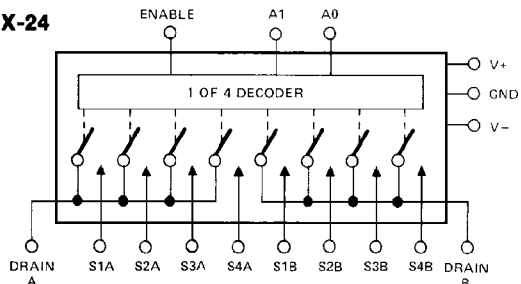 X-24
ENABLE A1 A0
V+
1 OF 4 DECODER
GND
V–
DRAIN A S1A S2A S3A S4A S1B S2B S3B S4B DRAIN B